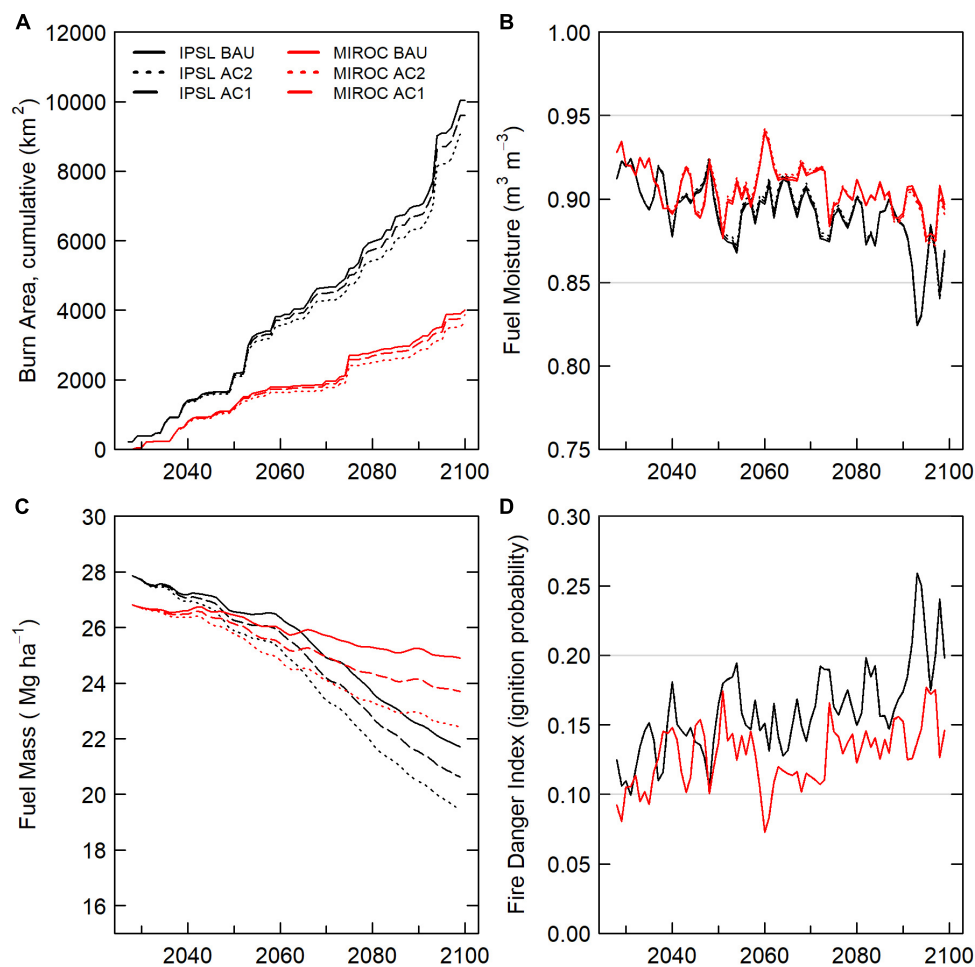 A
Burn Area, cumulative (km²)
12000
10000
8000
6000
4000
2000
0
IPSL BAU
IPSL AC2
IPSL AC1
MIROC BAU
MIROC AC2
MIROC AC1
2040 2060 2080 2100
B
Fuel Moisture (m³ m⁻³)
1.00
0.95
0.90
0.85
0.80
0.75
2040 2060 2080 2100
C
Fuel Mass ( Mg ha⁻¹)
30
28
26
24
22
20
18
16
2040 2060 2080 2100
D
Fire Danger Index (ignition probability)
0.30
0.25
0.20
0.15
0.10
0.05
0.00
2040 2060 2080 2100